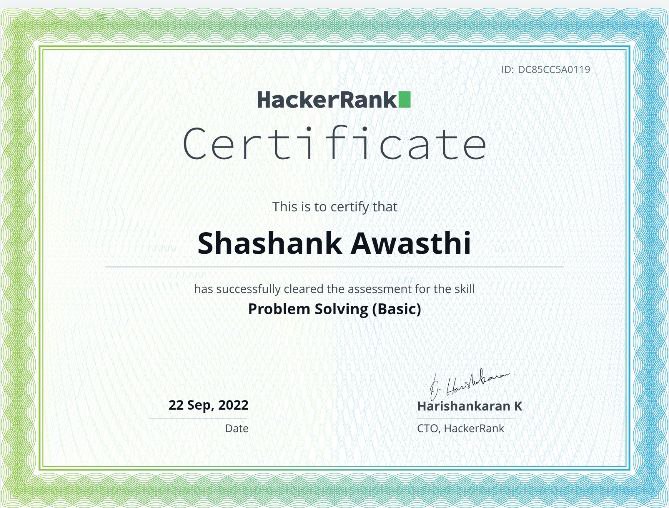 ID: DC85CC5A0119
HackerRank
Certificate
This is to certify that
Shashank Awasthi
has successfully cleared the assessment for the skill
Problem Solving (Basic)
22 Sep, 2022
Date
Harishankaran K
CTO, HackerRank